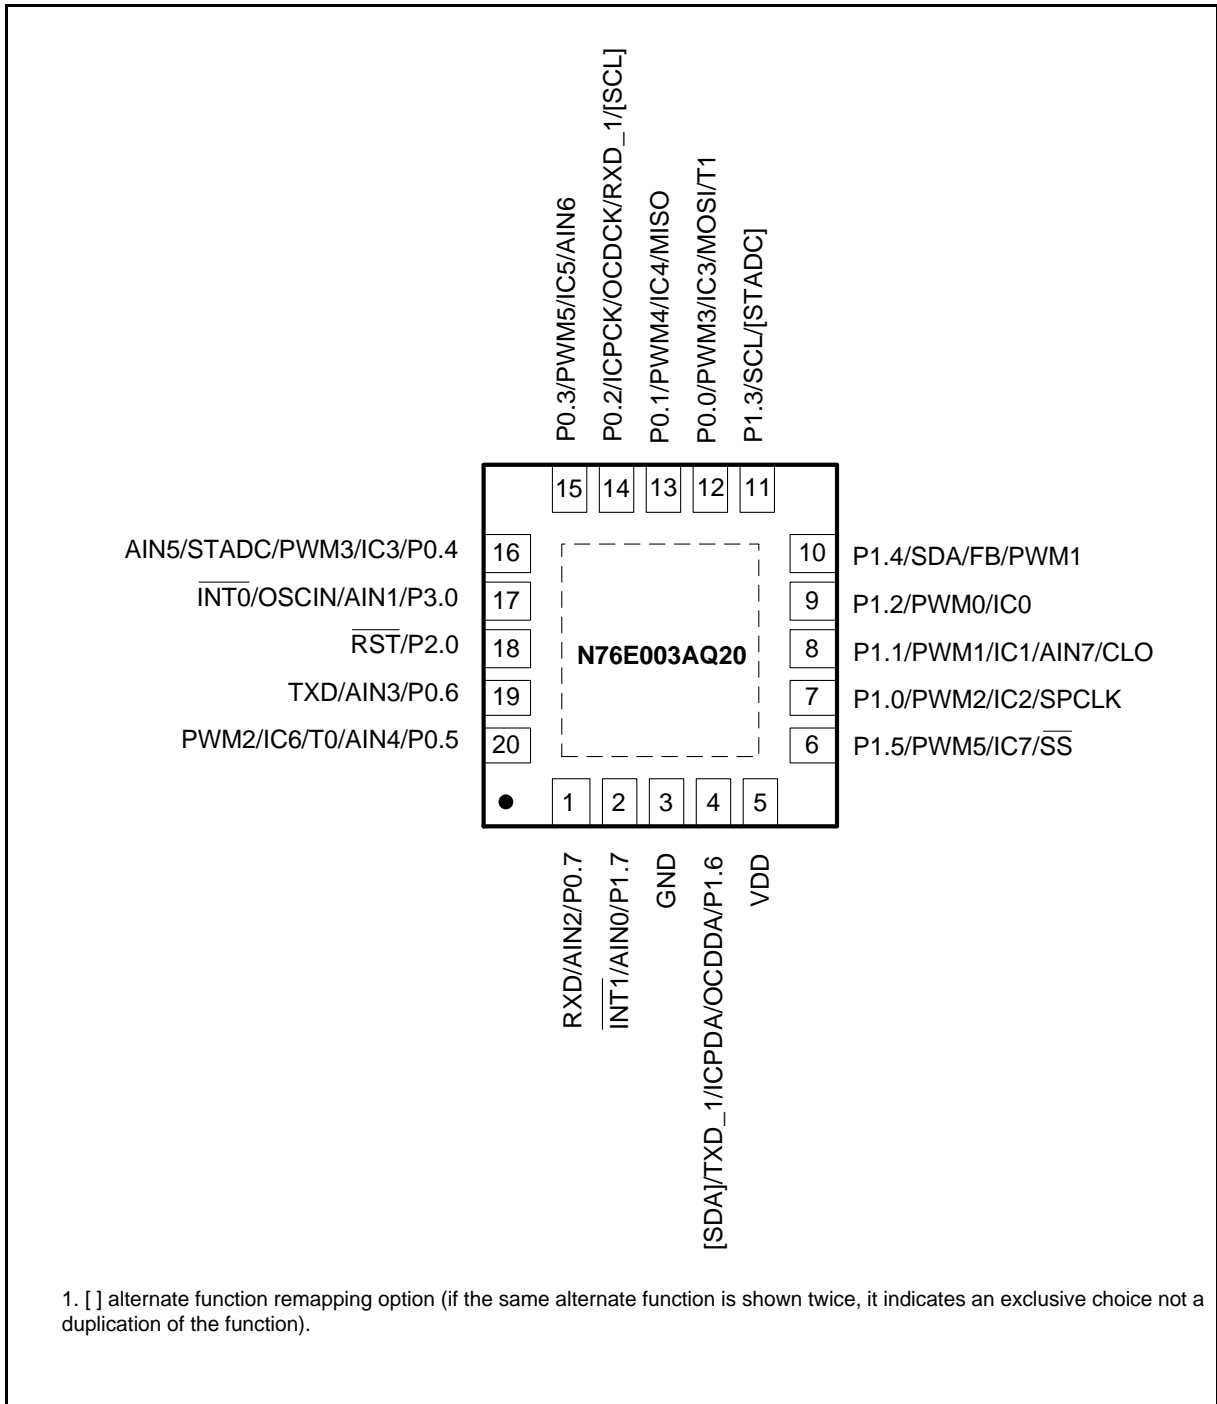 P0.3/PWM5/IC5/AIN6
P0.2/ICPCK/OCDCK/RXD_1/[SCL]
P0.1/PWM4/IC4/MISO
P0.0/PWM3/IC3/MOSI/T1
P1.3/SCL/[STADC]
15 14 13 12 11
AIN5/STADC/PWM3/IC3/P0.4 16
I̅N̅T̅0̅/OSCIN/AIN1/P3.0 17
R̅S̅T̅/P2.0 18
TXD/AIN3/P0.6 19
PWM2/IC6/T0/AIN4/P0.5 20
N76E003AQ20
10 P1.4/SDA/FB/PWM1
9 P1.2/PWM0/IC0
8 P1.1/PWM1/IC1/AIN7/CLO
7 P1.0/PWM2/IC2/SPCLK
6 P1.5/PWM5/IC7/S̅S̅
1 2 3 4 5
RXD/AIN2/P0.7
I̅N̅T̅1̅/AIN0/P1.7
GND
[SDA]/TXD_1/ICPDA/OCDDA/P1.6
VDD
1. [ ] alternate function remapping option (if the same alternate function is shown twice, it indicates an exclusive choice not a
duplication of the function).